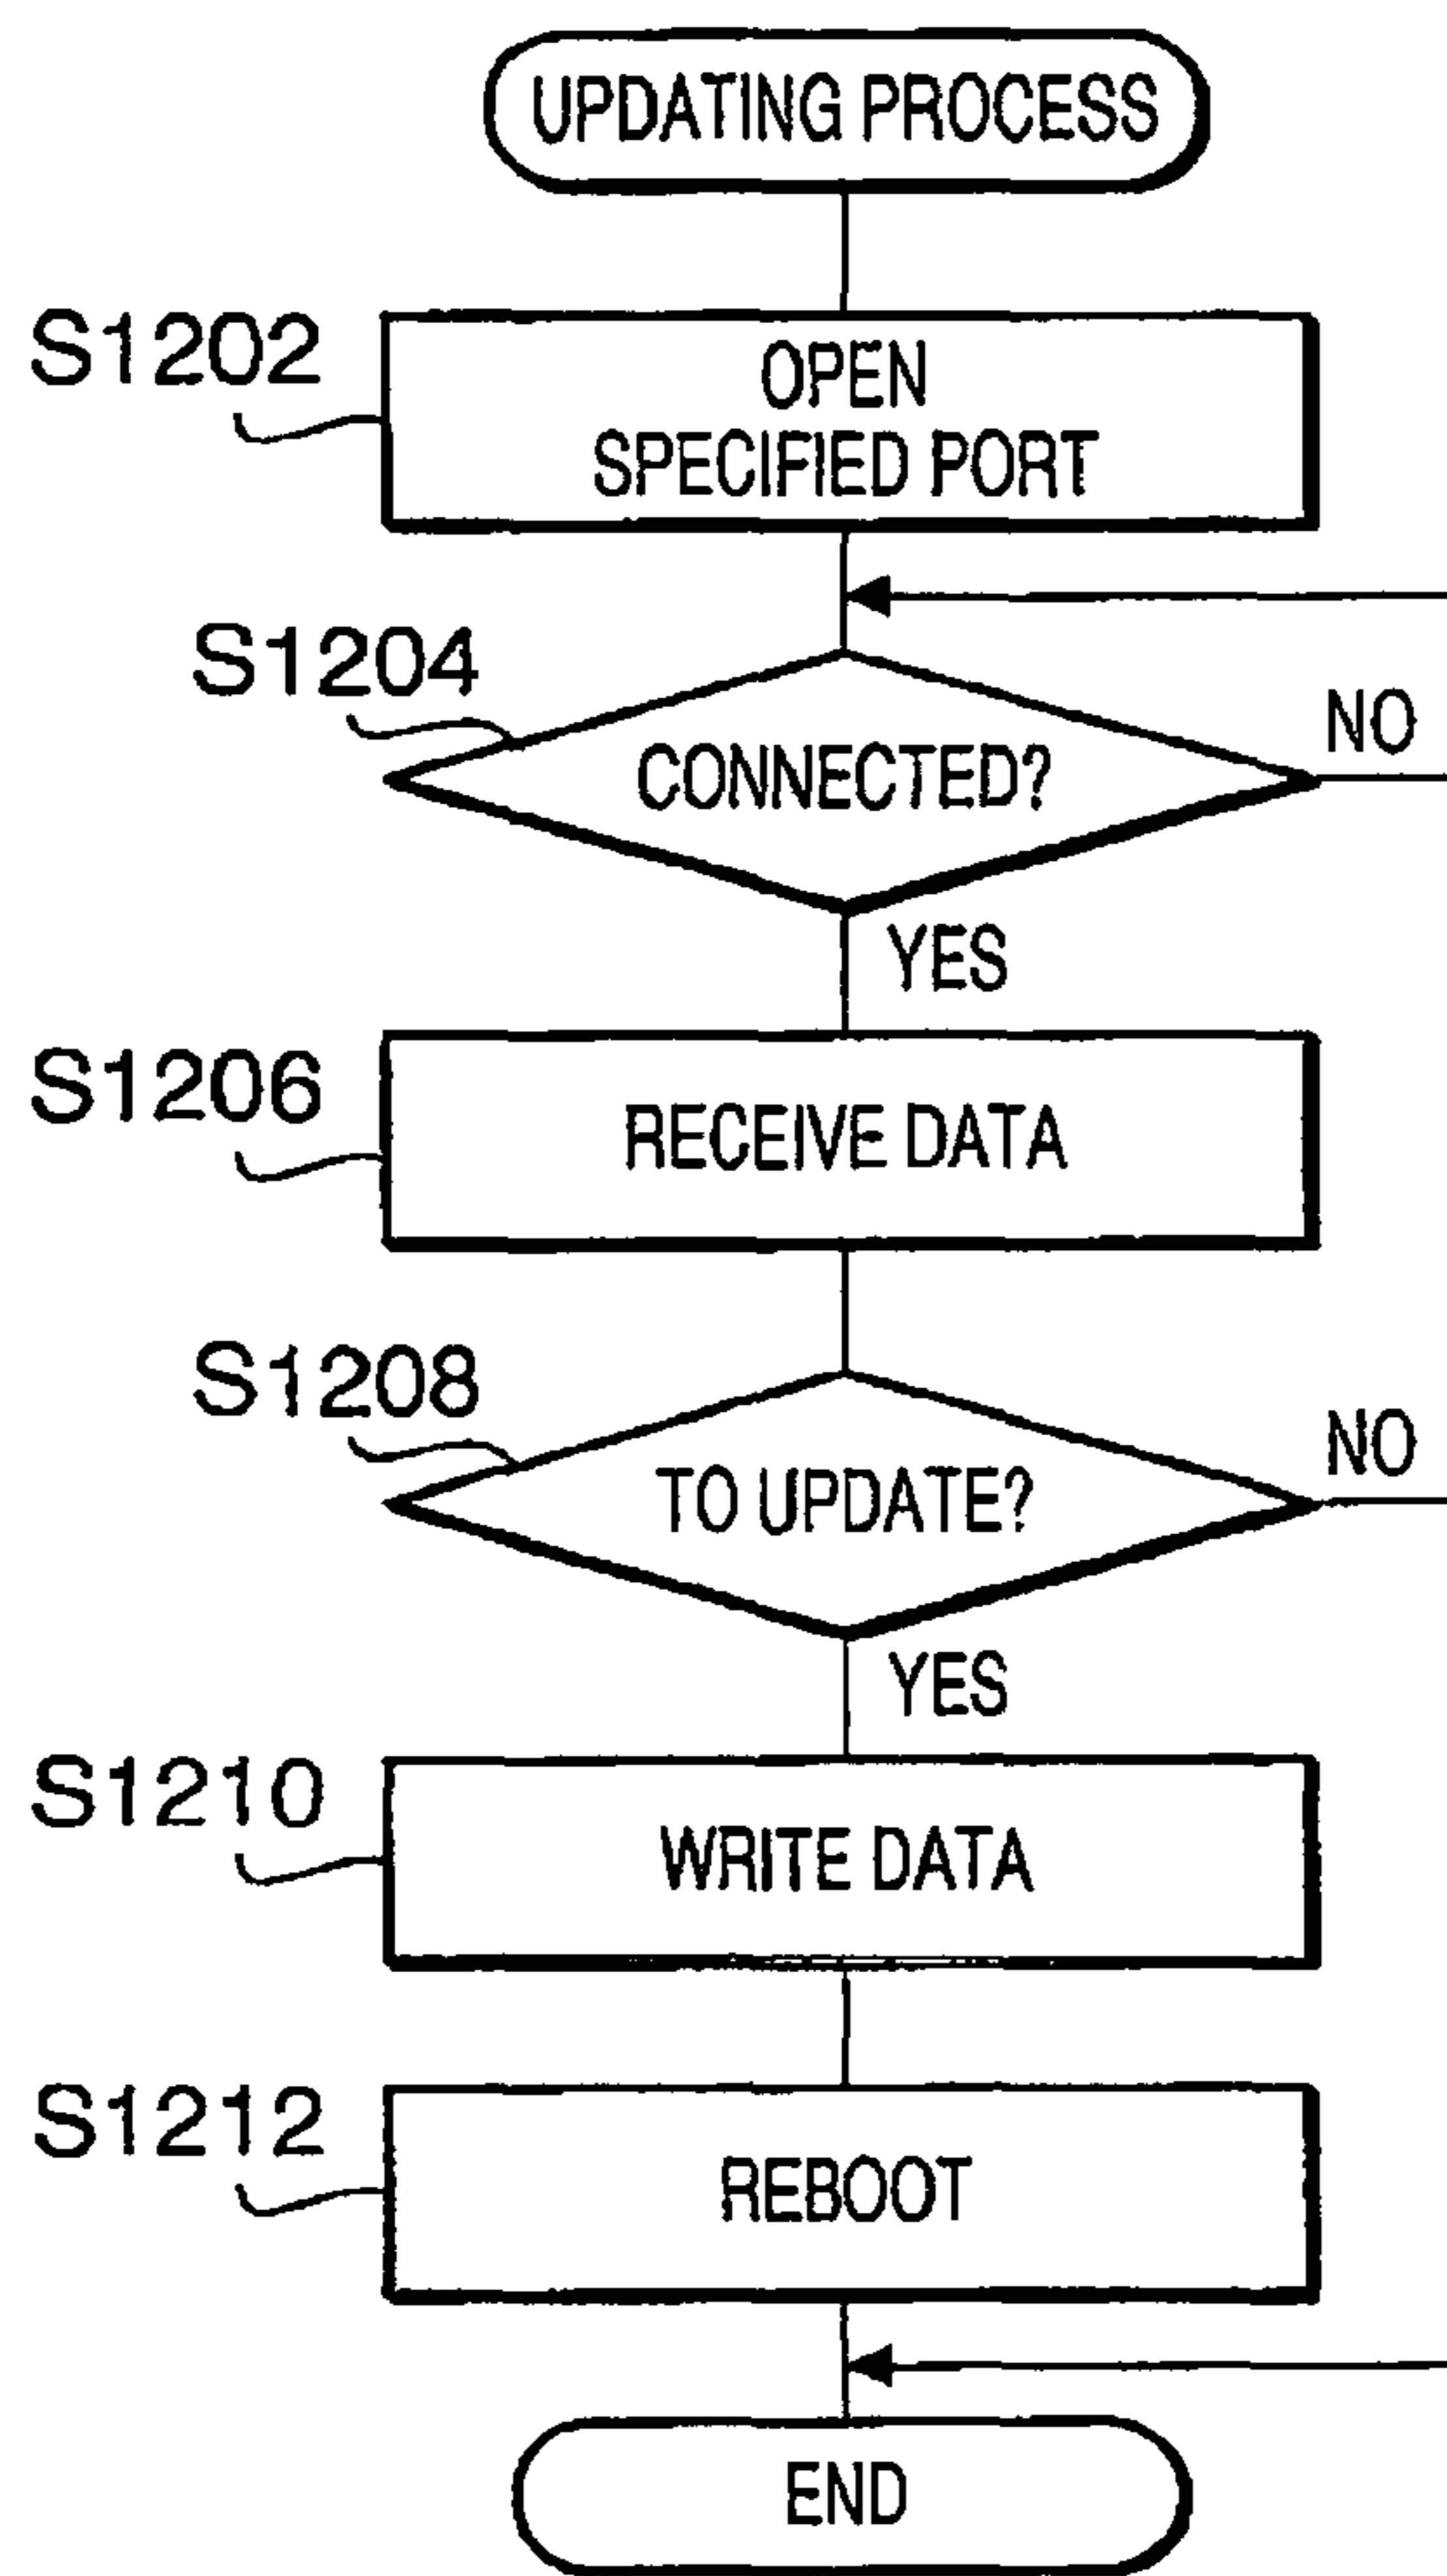 UPDATING PROCESS
S1202
OPEN
SPECIFIED PORT
S1204
CONNECTED?
NO
YES
S1206
RECEIVE DATA
S1208
TO UPDATE?
NO
YES
S1210
WRITE DATA
S1212
REBOOT
END